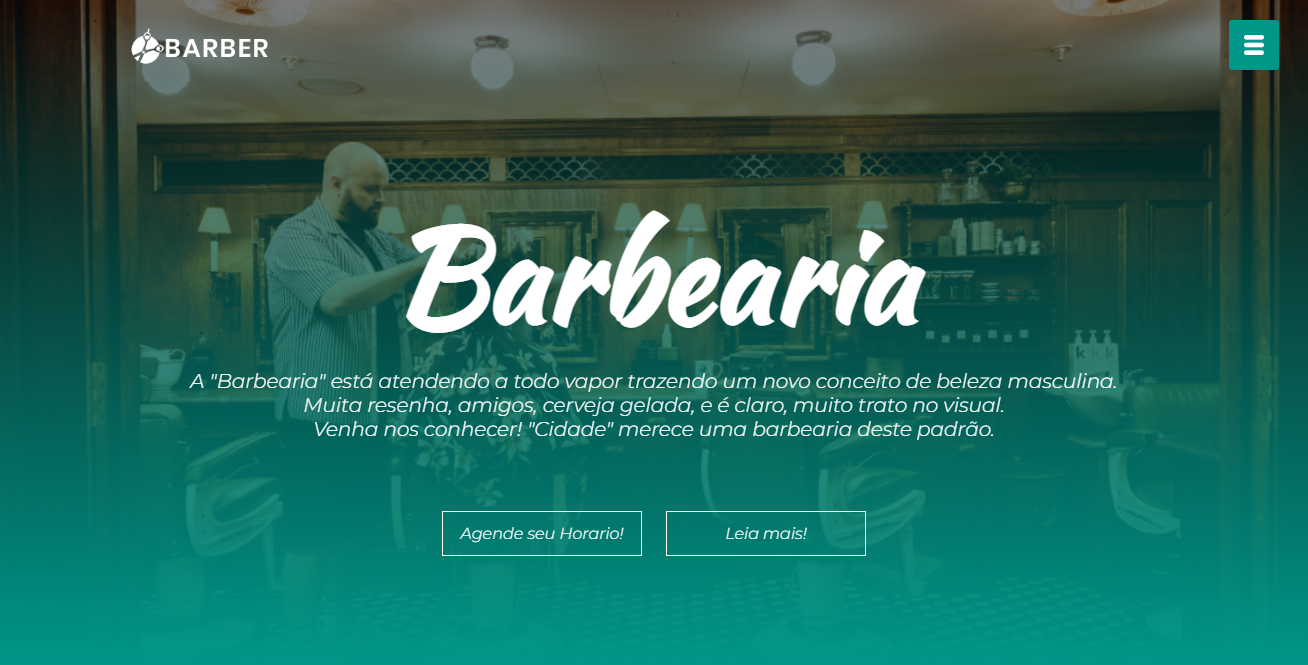 BARBER
Barbearia
A "Barbearia" está atendendo a todo vapor trazendo um novo conceito de beleza masculina.
Muita resenha, amigos, cerveja gelada, e é claro, muito trato no visual.
Venha nos conhecer! "Cidade" merece uma barbearia deste padrão.
Agende seu Horario! Leia mais!
k k k